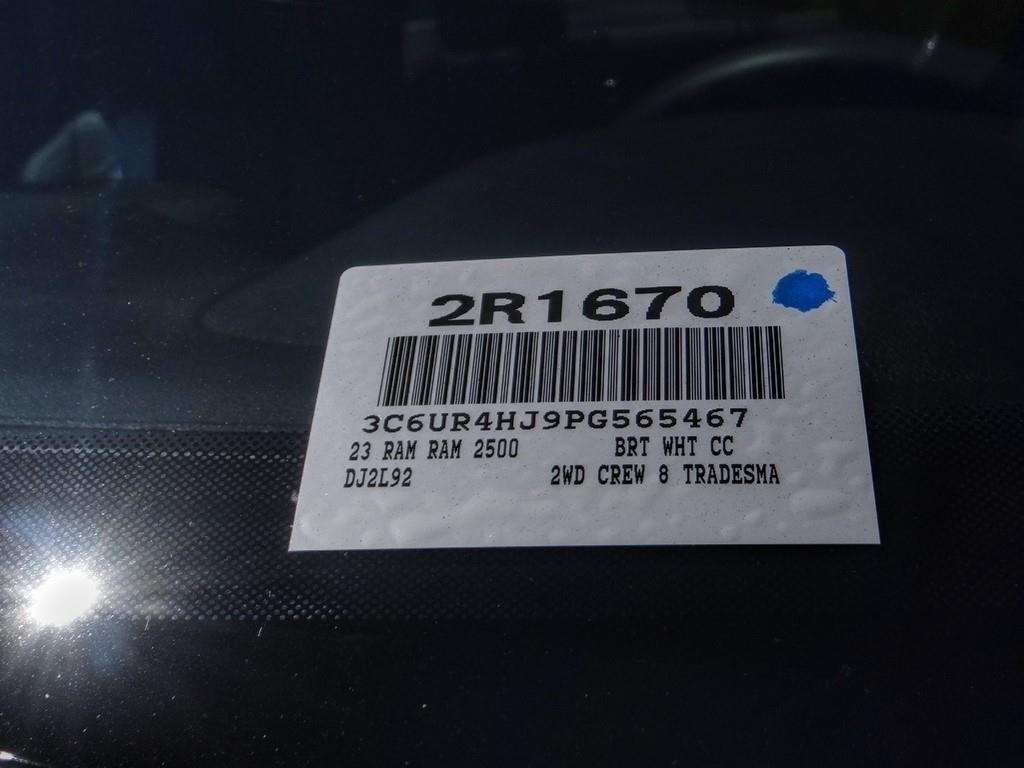 2R1670
3C6UR4HJ9PG565467
23 RAM RAM 2500 BRT WHT CC
DJ2L92 2WD CREW 8 TRADESMA